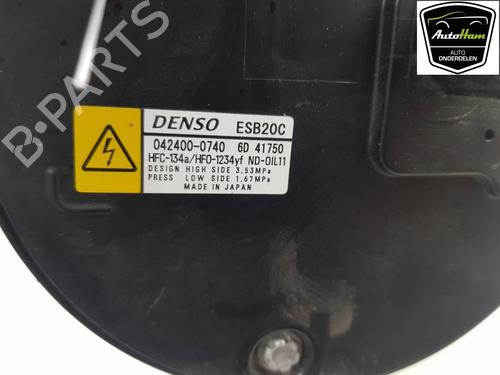 AutoHam
AUTO
ONDERDELEN
B-PARTS
DENSO ESB20C
042400-0740 6D 41750
HFC-134a/HFO-1234yf ND-OIL11
DESIGN HIGH SIDE 3.53MPa
PRESS LOW SIDE 1.67MPa
MADE IN JAPAN